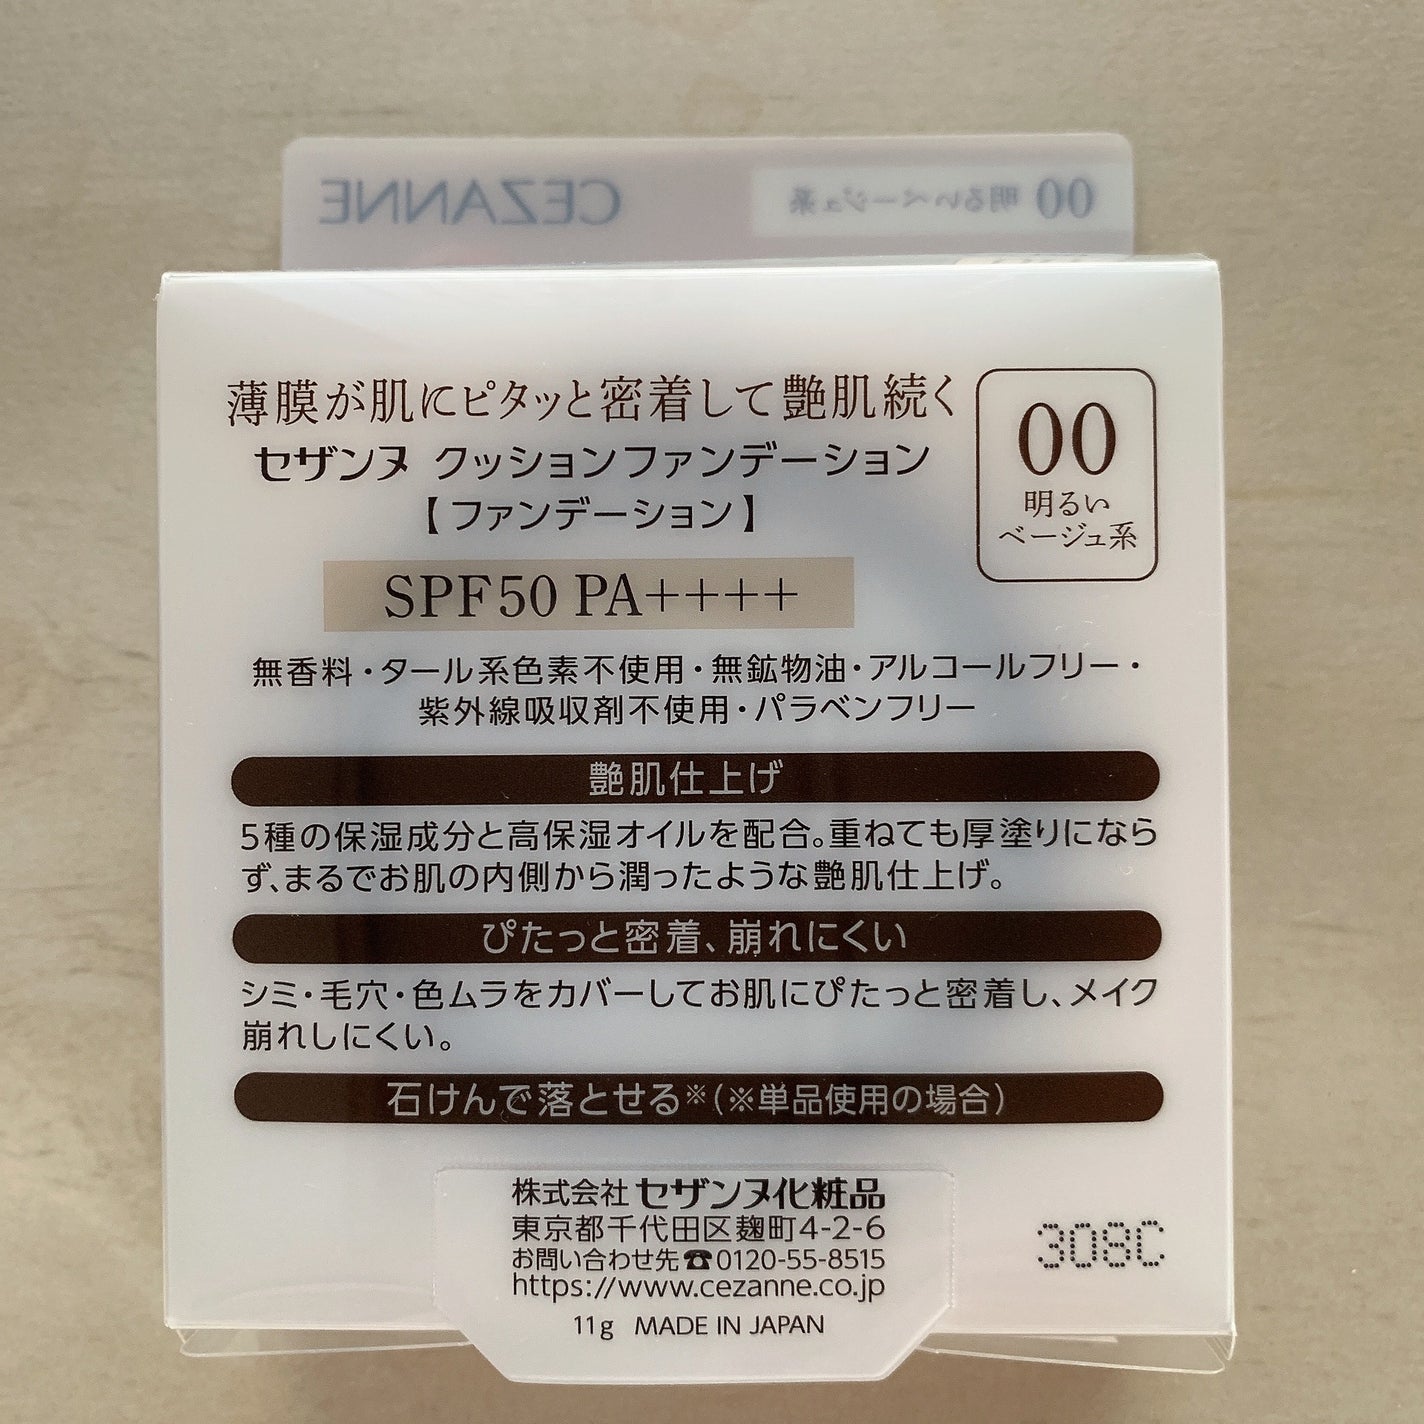 CEZANNE
00 明るいベージュ系
薄膜が肌にピタッと密着して艶肌続く
セザンヌ クッションファンデーション
【ファンデーション】
00
明るい
ベージュ系
SPF50 PA++++
無香料・タール系色素不使用・無鉱物油・アルコールフリー・
紫外線吸収剤不使用・パラベンフリー
艶肌仕上げ
5種の保湿成分と高保湿オイルを配合。重ねても厚塗りになら
ず、まるでお肌の内側から潤ったような艶肌仕上げ。
ぴたっと密着、崩れにくい
シミ・毛穴・色ムラをカバーしてお肌にぴたっと密着し、メイク
崩れしにくい。
石けんで落とせる※(※単品使用の場合)
株式会社 セザンヌ化粧品
東京都千代田区麹町4-2-6
お問い合わせ先☎0120-55-8515
https://www.cezanne.co.jp
11g MADE IN JAPAN
308C